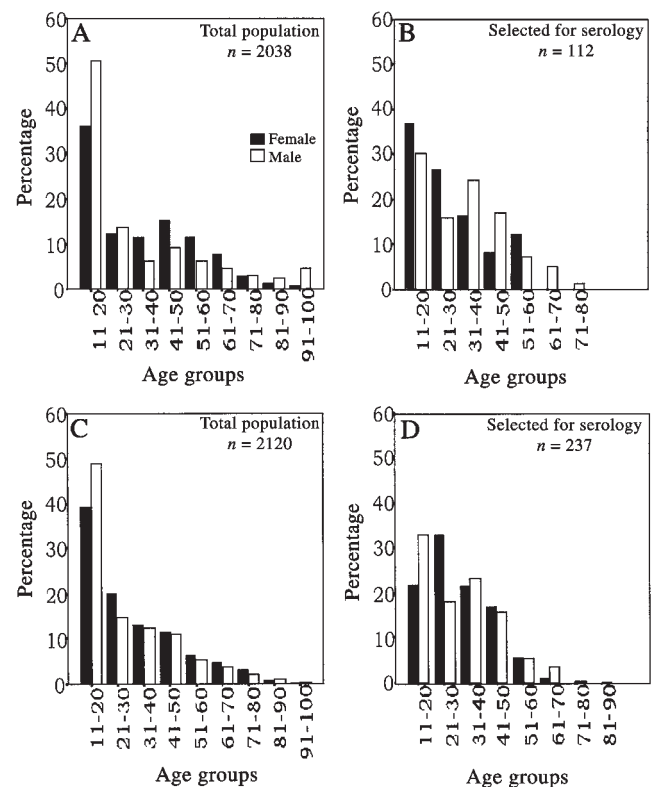 A
Total population
n = 2038
60
50
40
30
20
10
0
Percentage
Female
Male
11-20
21-30
31-40
41-50
51-60
61-70
71-80
81-90
91-100
Age groups
B
Selected for serology
n = 112
60
50
40
30
20
10
0
Percentage
11-20
21-30
31-40
41-50
51-60
61-70
71-80
Age groups
C
Total population
n = 2120
60
50
40
30
20
10
0
Percentage
11-20
21-30
31-40
41-50
51-60
61-70
71-80
81-90
91-100
Age groups
D
Selected for serology
n = 237
60
50
40
30
20
10
0
Percentage
11-20
21-30
31-40
41-50
51-60
61-70
71-80
81-90
Age groups